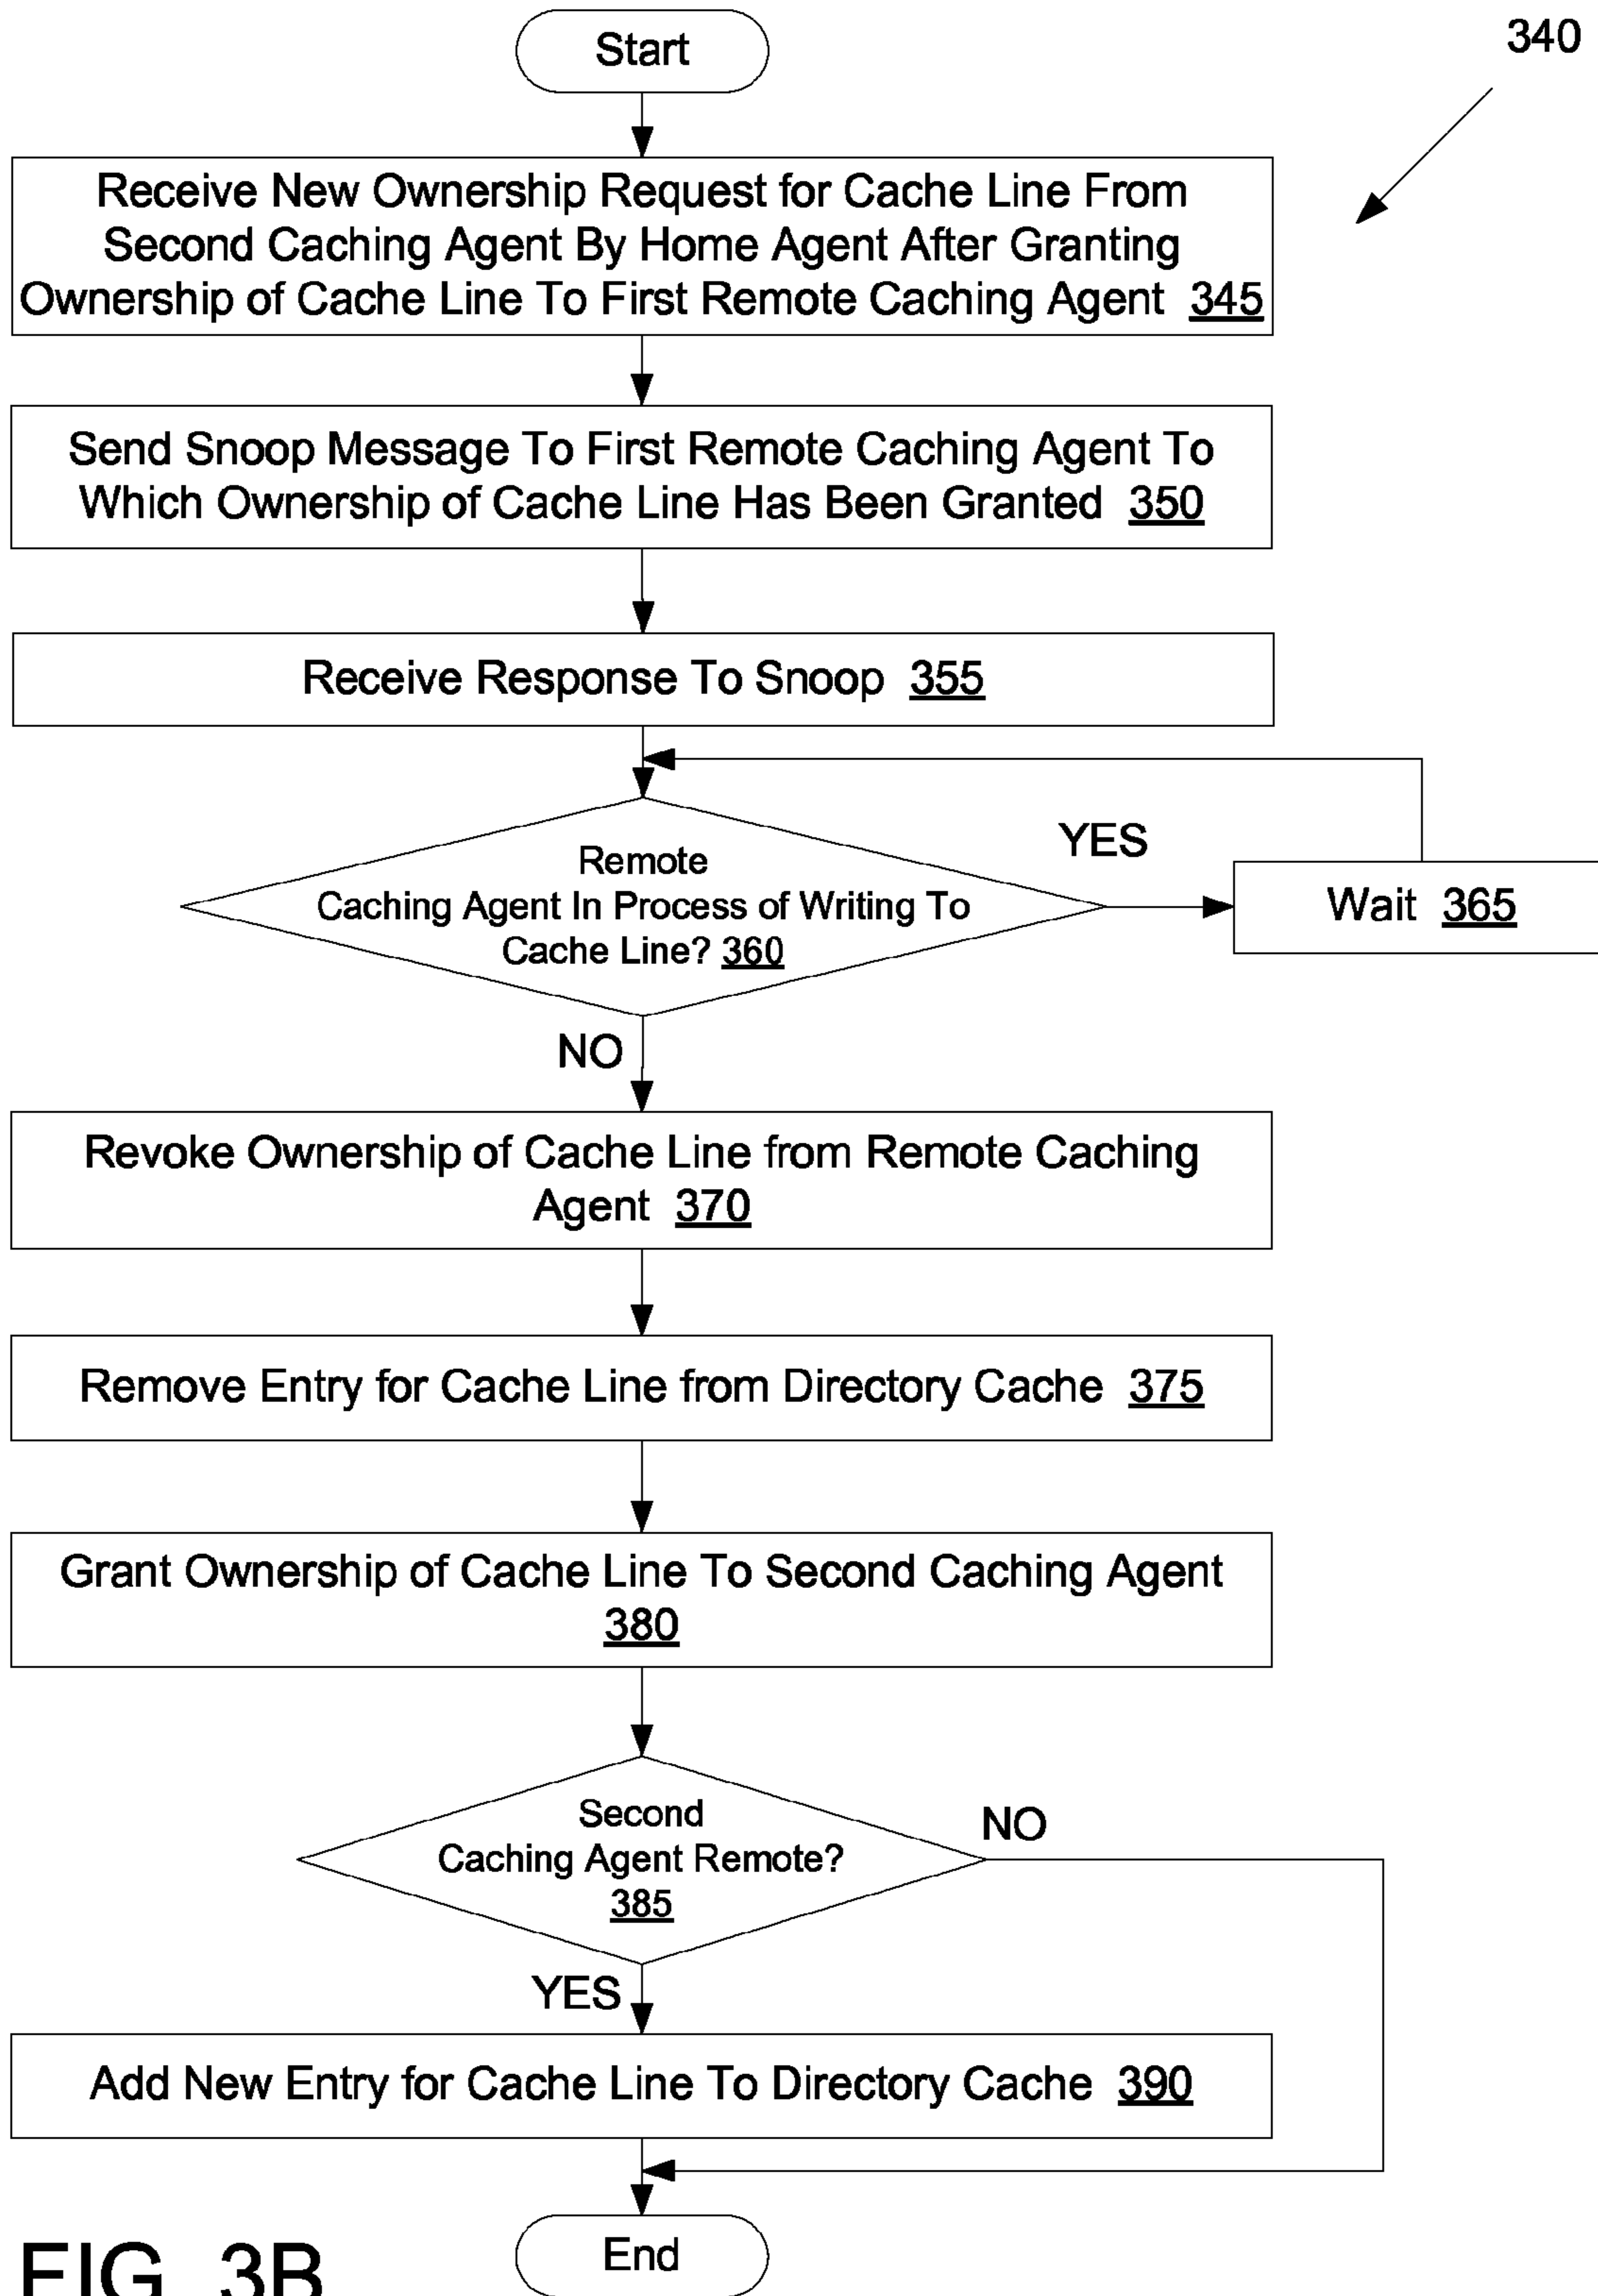 Start
340
Receive New Ownership Request for Cache Line From
Second Caching Agent By Home Agent After Granting
Ownership of Cache Line To First Remote Caching Agent 345
Send Snoop Message To First Remote Caching Agent To
Which Ownership of Cache Line Has Been Granted 350
Receive Response To Snoop 355
YES
Remote
Caching Agent In Process of Writing To
Cache Line? 360
Wait 365
NO
Revoke Ownership of Cache Line from Remote Caching
Agent 370
Remove Entry for Cache Line from Directory Cache 375
Grant Ownership of Cache Line To Second Caching Agent
380
Second
Caching Agent Remote?
385
NO
YES
Add New Entry for Cache Line To Directory Cache 390
End
FIG. 3B